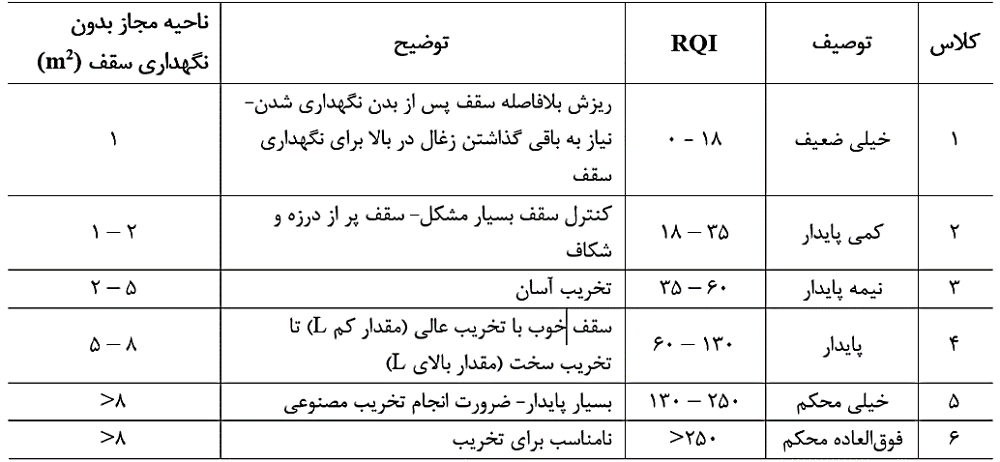 کلاس	توصیف	RQI	توضیح	ناحیه مجاز بدون نگهداری سقف (m²)
۱	خیلی ضعیف	۰ - ۱۸	ریزش بلافاصله سقف پس از بدن نگهداری شدن- نیاز به باقی گذاشتن زغال در بالا برای نگهداری سقف	۱
۲	کمی پایدار	۱۸ – ۳۵	کنترل سقف بسیار مشکل- سقف پر از درزه و شکاف	۱ – ۲
۳	نیمه پایدار	۳۵ – ۶۰	تخریب آسان	۲ – ۵
۴	پایدار	۶۰ – ۱۳۰	سقف خوب با تخریب عالی (مقدار کم L) تا تخریب سخت (مقدار بالای L)	۵ – ۸
۵	خیلی محکم	۱۳۰ – ۲۵۰	بسیار پایدار- ضرورت انجام تخریب مصنوعی	>۸
۶	فوق‌العاده محکم	>۲۵۰	نامناسب برای تخریب	>۸